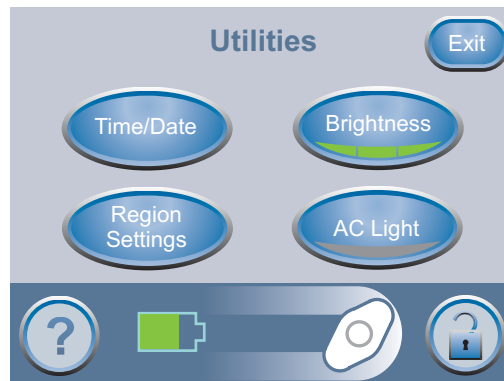 Utilities
Exit
Time/Date
Brightness
Region
Settings
AC Light
?